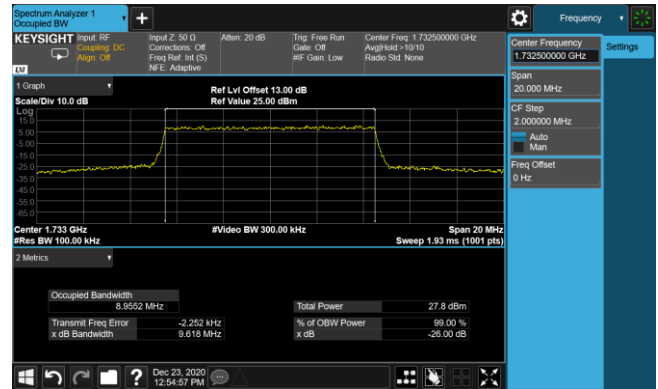 Spectrum Analyzer 1
Occupied BW
+
Frequency
KEYSIGHT
Input: RF
Coupling: DC
Align: Off
Input Z: 50 Ω
Corrections: Off
Freq Ref: Int (S)
NFE: Adaptive
Atten: 20 dB
Trig: Free Run
Gate: Off
#IF Gain: Low
Center Freq: 1.732500000 GHz
Avg|Hold:>10/10
Radio Std: None
LXI
Center Frequency
1.732500000 GHz
Settings
Span
20.000 MHz
CF Step
2.000000 MHz
Auto
Man
Freq Offset
0 Hz
1 Graph
Scale/Div 10.0 dB
Ref Lvl Offset 13.00 dB
Ref Value 25.00 dBm
Log
15.0
5.00
-5.00
-15.0
-25.0
-35.0
-45.0
-55.0
-65.0
Center 1.733 GHz
#Video BW 300.00 kHz
Span 20 MHz
#Res BW 100.00 kHz
Sweep 1.93 ms (1001 pts)
2 Metrics
Occupied Bandwidth
8.9552 MHz
Total Power 27.8 dBm
Transmit Freq Error -2.252 kHz
% of OBW Power 99.00 %
x dB Bandwidth 9.618 MHz
x dB -26.00 dB
?
Dec 23, 2020
12:54:57 PM